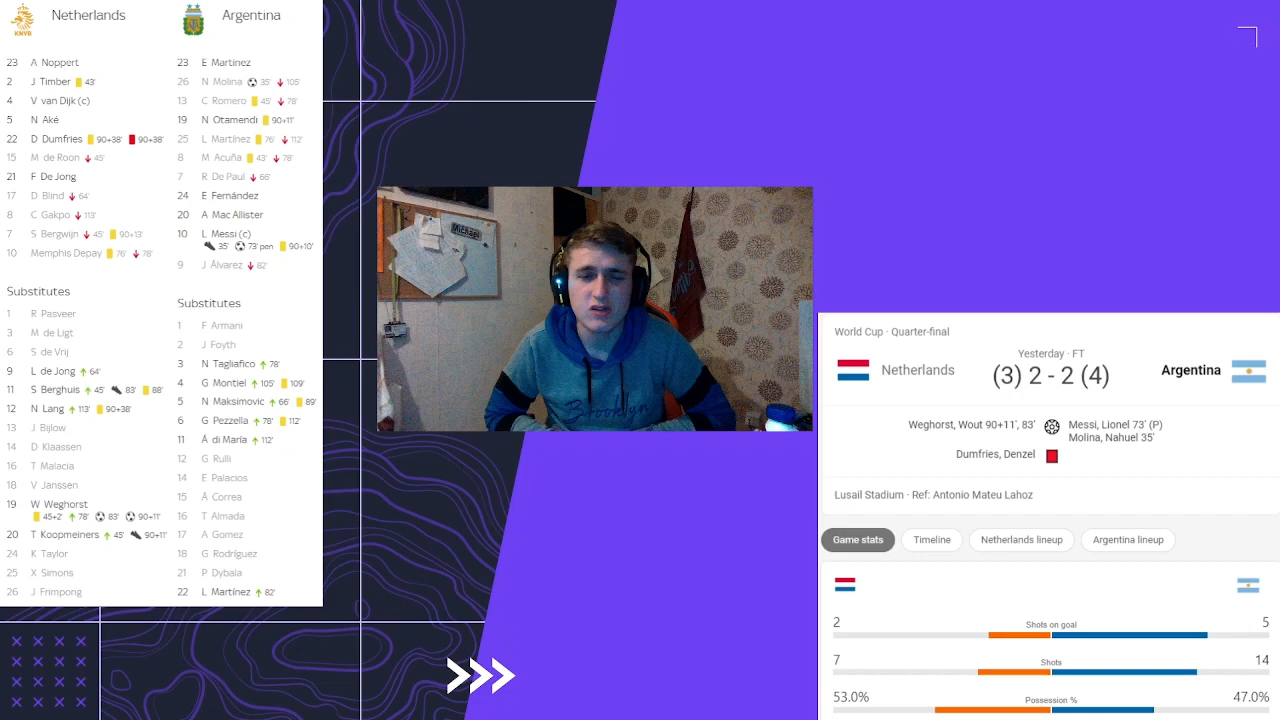 Netherlands
KNVB
23 A Noppert
2 J Timber 43'
4 V van Dijk (c)
5 N Aké
22 D Dumfries 90+38' 90+38'
15 M de Roon 45'
21 F De Jong
17 D Blind 64'
8 C Gakpo 113'
7 S Bergwijn 45' 90+13'
10 Memphis Depay 76' 78'
Substitutes
1 R Pasveer
3 M de Ligt
6 S de Vrij
9 L de Jong 64'
11 S Berghuis 45' 83' 88'
12 N Lang 113' 90+38'
13 J Bijlow
14 D Klaassen
16 T Malacia
18 V Janssen
19 W Weghorst
45+2' 78' 83' 90+11'
20 T Koopmeiners 45' 90+11'
24 K Taylor
25 X Simons
26 J Frimpong
Argentina
23 E Martínez
26 N Molina 35' 105'
13 C Romero 45' 78'
19 N Otamendi 90+11'
25 L Martínez 76' 112'
8 M Acuña 43' 78'
7 R De Paul 66'
24 E Fernández
20 A Mac Allister
10 L Messi (c)
35' 73' pen 90+10'
9 J Álvarez 82'
Substitutes
1 F Armani
2 J Foyth
3 N Tagliafico 78'
4 G Montiel 105' 109'
5 N Maksimovic 66' 89'
6 G Pezzella 78' 112'
11 Á di María 112'
12 G Rulli
14 E Palacios
15 Á Correa
16 T Almada
17 A Gomez
18 G Rodríguez
21 P Dybala
22 L Martínez 82'
Michael
Brooklyn
World Cup · Quarter-final
Yesterday · FT
Netherlands (3) 2 - 2 (4) Argentina
Weghorst, Wout 90+11', 83' Messi, Lionel 73' (P)
Molina, Nahuel 35'
Dumfries, Denzel
Lusail Stadium · Ref: Antonio Mateu Lahoz
Game stats Timeline Netherlands lineup Argentina lineup
2 Shots on goal 5
7 Shots 14
53.0% Possession % 47.0%